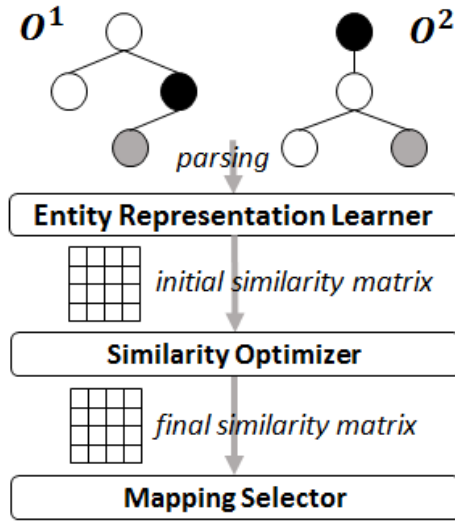 O¹ O²
parsing
Entity Representation Learner
initial similarity matrix
Similarity Optimizer
final similarity matrix
Mapping Selector